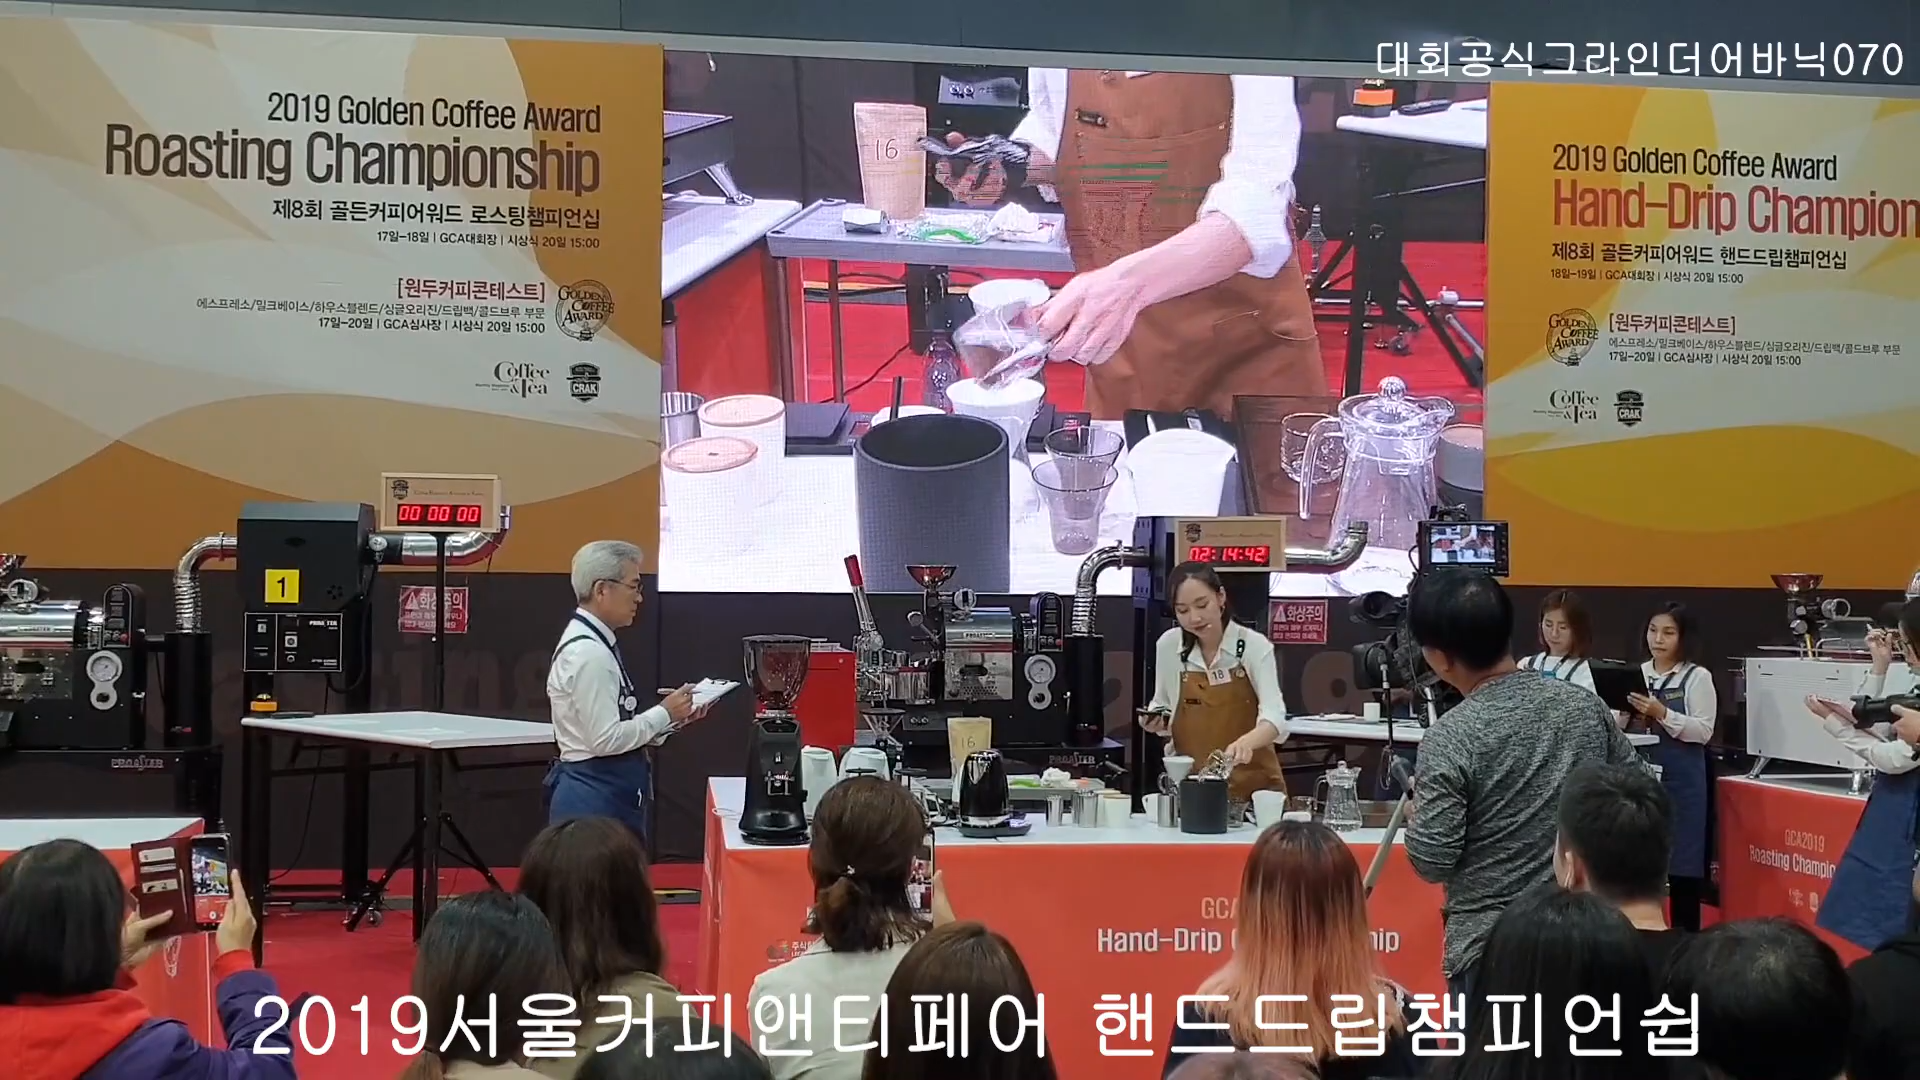 대회공식그라인더어바닉070
2019 Golden Coffee Award
Roasting Championship
제8회 골든커피어워드 로스팅챔피언십
17일-18일 | GCA대회장 | 시상식 20일 15:00
[원두커피콘테스트]
에스프레소/밀크베이스/하우스블렌드/싱글오리진/드립백/콜드브루 부문
17일-20일 | GCA심사장 | 시상식 20일 15:00
GOLDEN
COFFEE
AWARD
Coffee
&Tea
CRAK
16
2019 Golden Coffee Award
Hand-Drip Champion
제8회 골든커피어워드 핸드드립챔피언십
18일-19일 | GCA대회장 | 시상식 20일 15:00
GOLDEN
COFFEE
AWARD
[원두커피콘테스트]
에스프레소/밀크베이스/하우스블렌드/싱글오리진/드립백/콜드브루 부문
17일-20일 | GCA심사장 | 시상식 20일 15:00
Coffee
&Tea
CRAK
00 00 00
02:14:42
1
화상주의
화상주의
PROASTER
PROASTER
18
16
GCA2019
Roasting Champio
GCA
Hand-Drip
hip
2019서울커피앤티페어 핸드드립챔피언쉽